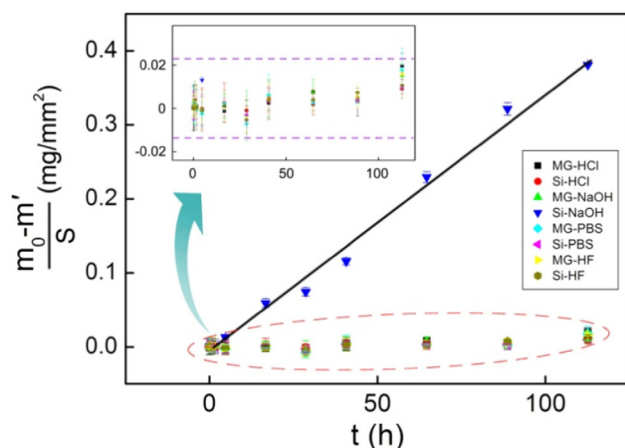 0.4
0.3
0.2
0.1
0.0
m₀-m′
S
(mg/mm²)
0.02
0
-0.02
0
50
100
MG-HCl
Si-HCl
MG-NaOH
Si-NaOH
MG-PBS
Si-PBS
MG-HF
Si-HF
0
50
100
t (h)